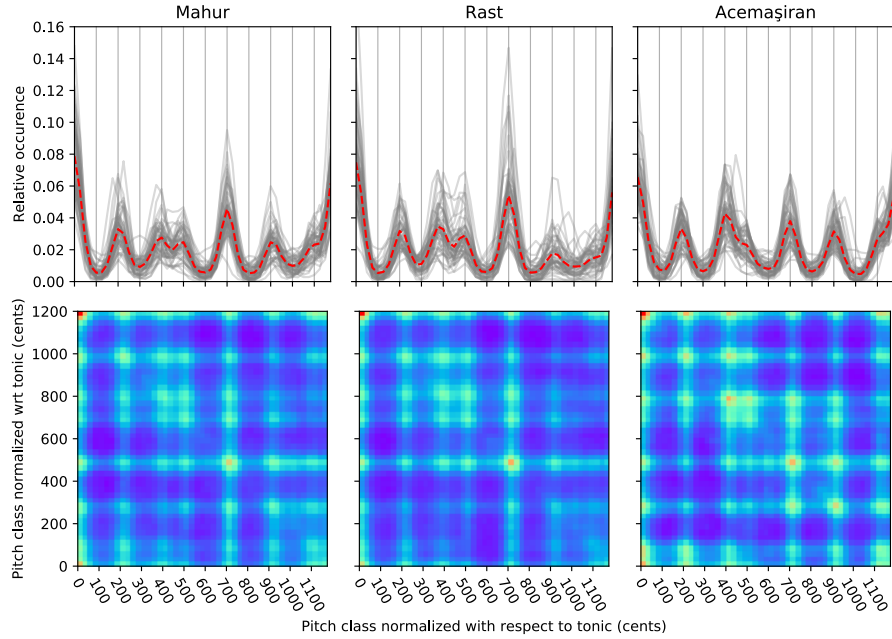 Mahur
Rast
Acemaşiran
Relative occurence
0.16
0.14
0.12
0.10
0.08
0.06
0.04
0.02
0.00
Pitch class normalized wrt tonic (cents)
1200
1000
800
600
400
200
0
0 100 200 300 400 500 600 700 800 900 1000 1100
0 100 200 300 400 500 600 700 800 900 1000 1100
0 100 200 300 400 500 600 700 800 900 1000 1100
Pitch class normalized with respect to tonic (cents)